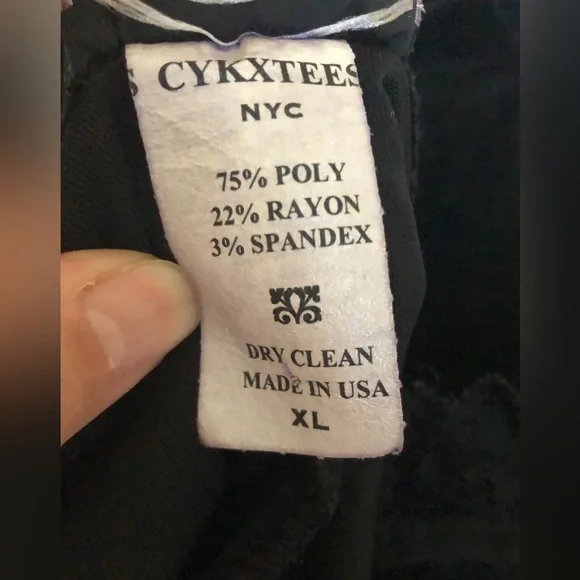 S CYKXTEES
NYC
75% POLY
22% RAYON
3% SPANDEX
DRY CLEAN
MADE IN USA
XL